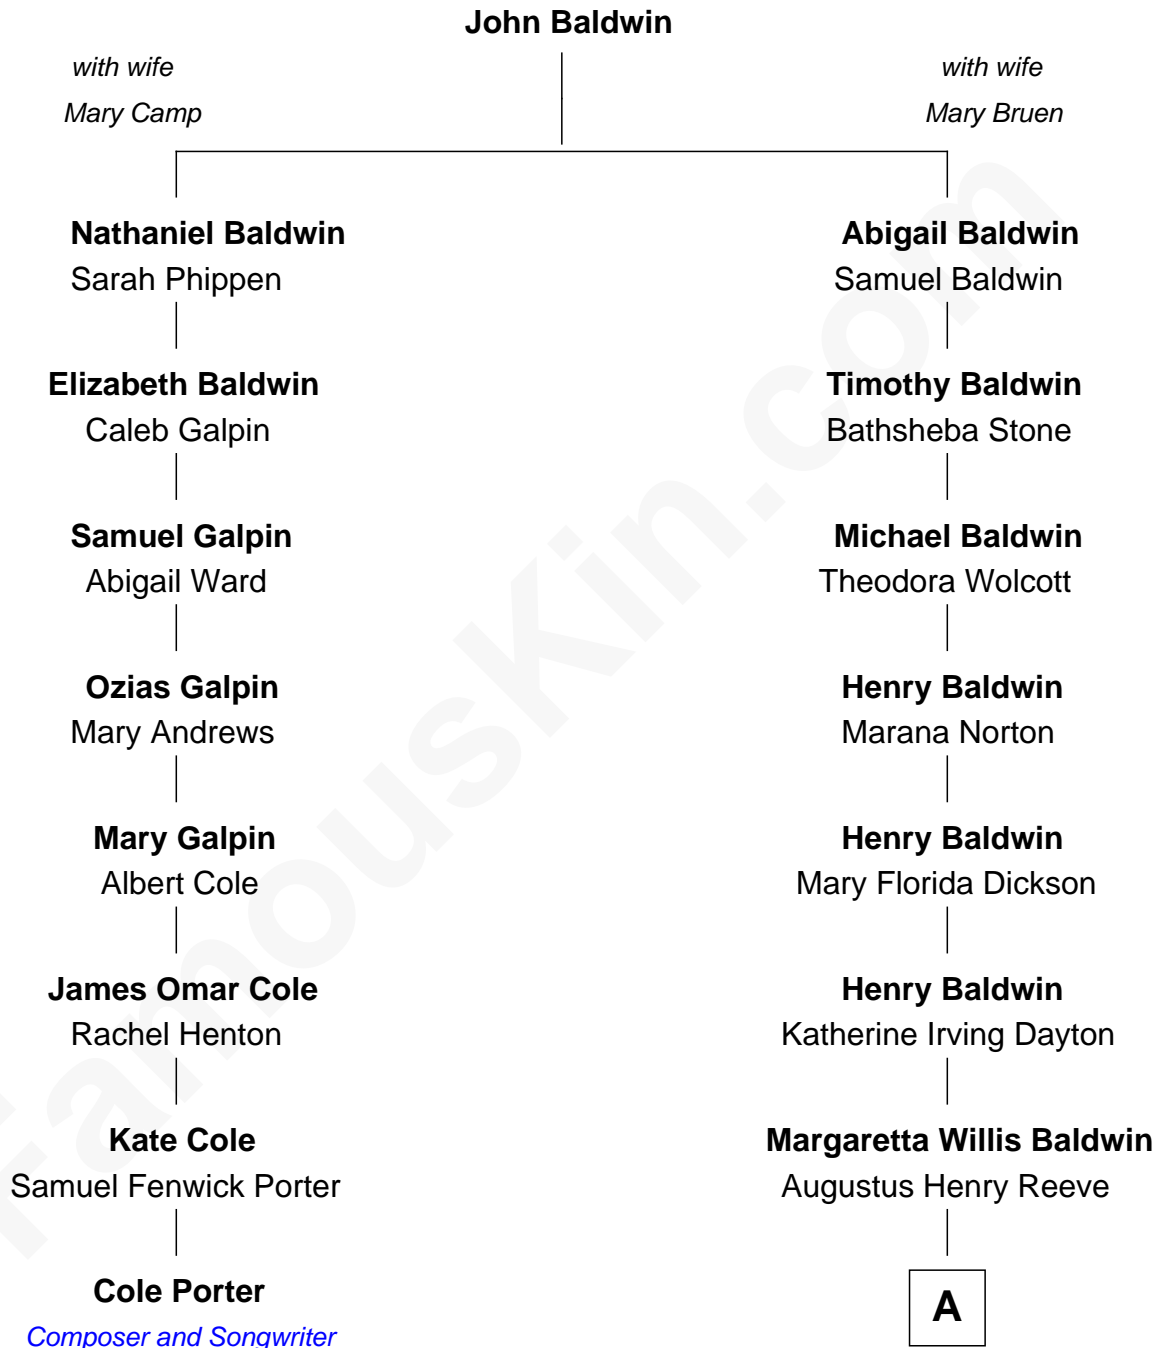 John Baldwin
with wife
Mary Camp
with wife
Mary Bruen
Nathaniel Baldwin
Sarah Phippen
Abigail Baldwin
Samuel Baldwin
Elizabeth Baldwin
Caleb Galpin
Timothy Baldwin
Bathsheba Stone
Samuel Galpin
Abigail Ward
Michael Baldwin
Theodora Wolcott
Ozias Galpin
Mary Andrews
Henry Baldwin
Marana Norton
Mary Galpin
Albert Cole
Henry Baldwin
Mary Florida Dickson
James Omar Cole
Rachel Henton
Henry Baldwin
Katherine Irving Dayton
Kate Cole
Samuel Fenwick Porter
Margaretta Willis Baldwin
Augustus Henry Reeve
Cole Porter
Composer and Songwriter
A
FamousKin.com